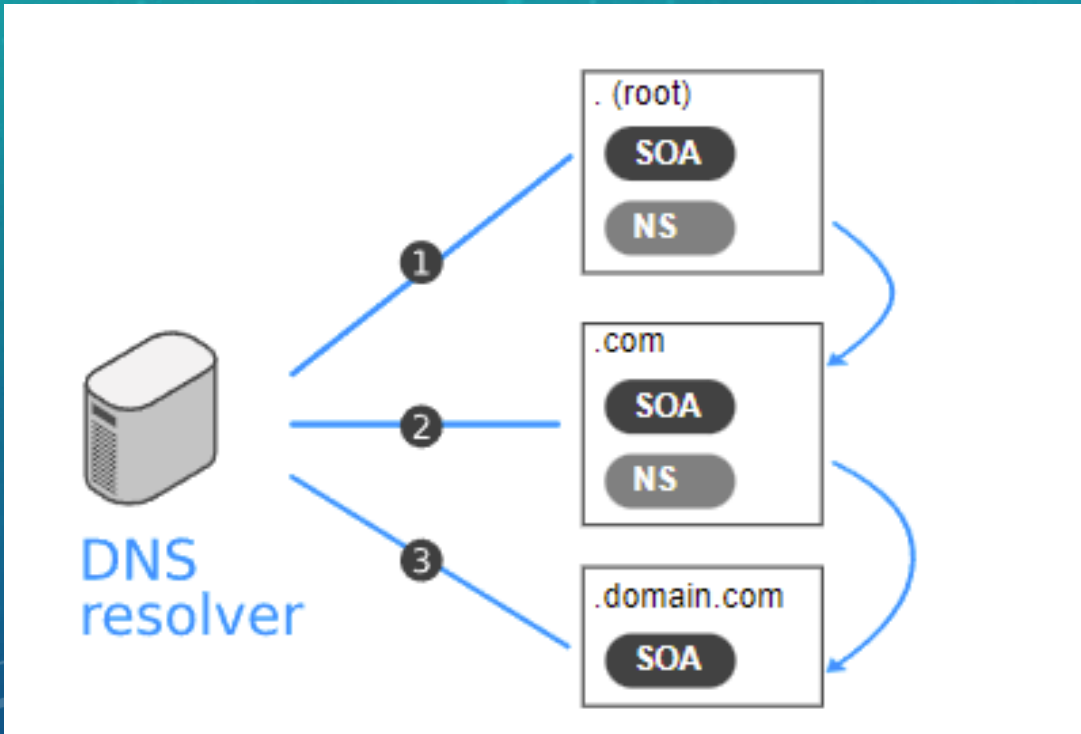 . (root)
SOA
NS
1
.com
SOA
2
NS
DNS
resolver
3
.domain.com
SOA